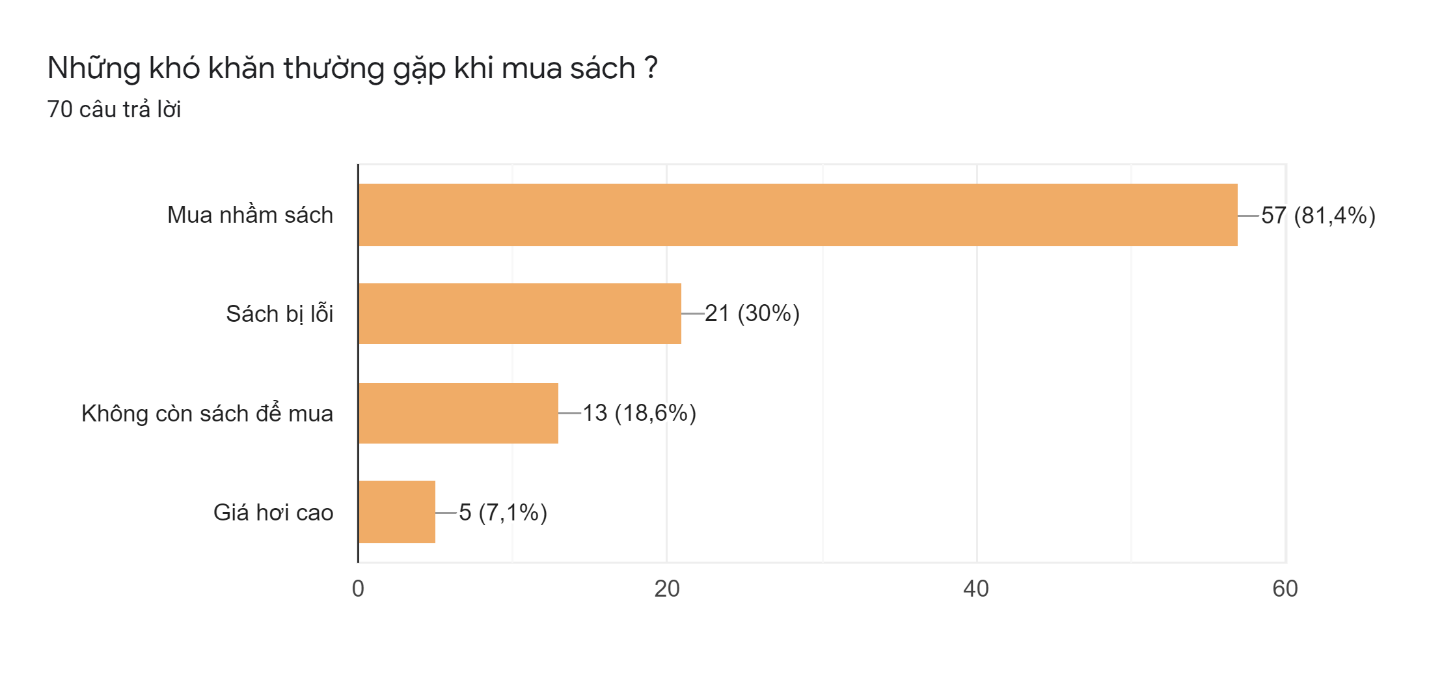 Những khó khăn thường gặp khi mua sách ?
70 câu trả lời
Mua nhầm sách
57 (81,4%)
Sách bị lỗi
21 (30%)
Không còn sách để mua
13 (18,6%)
Giá hơi cao
5 (7,1%)
0
20
40
60